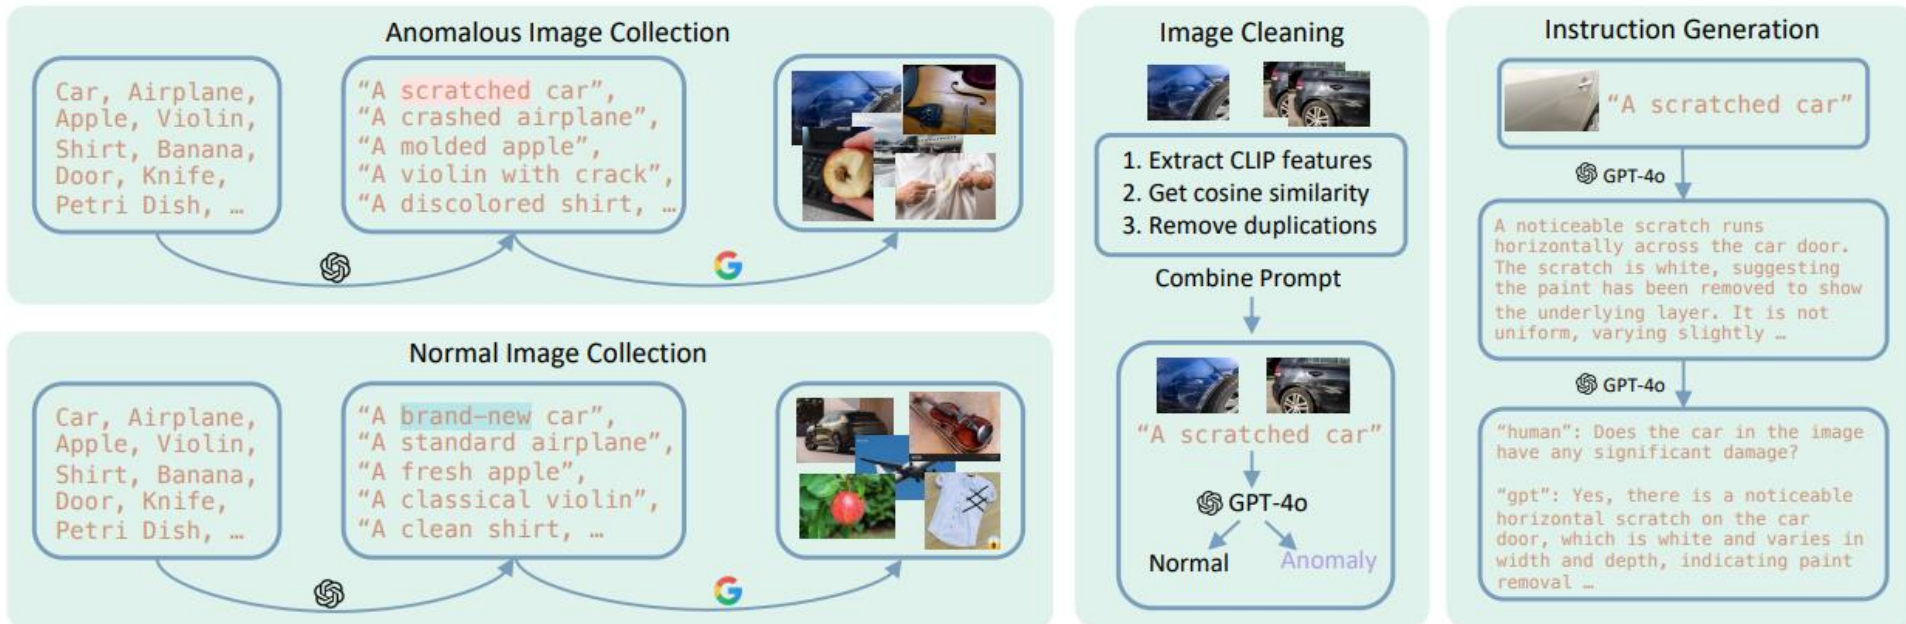 Anomalous Image Collection
Car, Airplane,
Apple, Violin,
Shirt, Banana,
Door, Knife,
Petri Dish, …
“A scratched car”,
“A crashed airplane”,
“A molded apple”,
“A violin with crack”,
“A discolored shirt, …
Normal Image Collection
Car, Airplane,
Apple, Violin,
Shirt, Banana,
Door, Knife,
Petri Dish, …
“A brand-new car”,
“A standard airplane”,
“A fresh apple”,
“A classical violin”,
“A clean shirt, …
Image Cleaning
1. Extract CLIP features
2. Get cosine similarity
3. Remove duplications
Combine Prompt
“A scratched car”
GPT-4o
Normal
Anomaly
Instruction Generation
“A scratched car”
GPT-4o
A noticeable scratch runs
horizontally across the car door.
The scratch is white, suggesting
the paint has been removed to show
the underlying layer. It is not
uniform, varying slightly …
GPT-4o
“human”: Does the car in the image
have any significant damage?
“gpt”: Yes, there is a noticeable
horizontal scratch on the car
door, which is white and varies in
width and depth, indicating paint
removal …